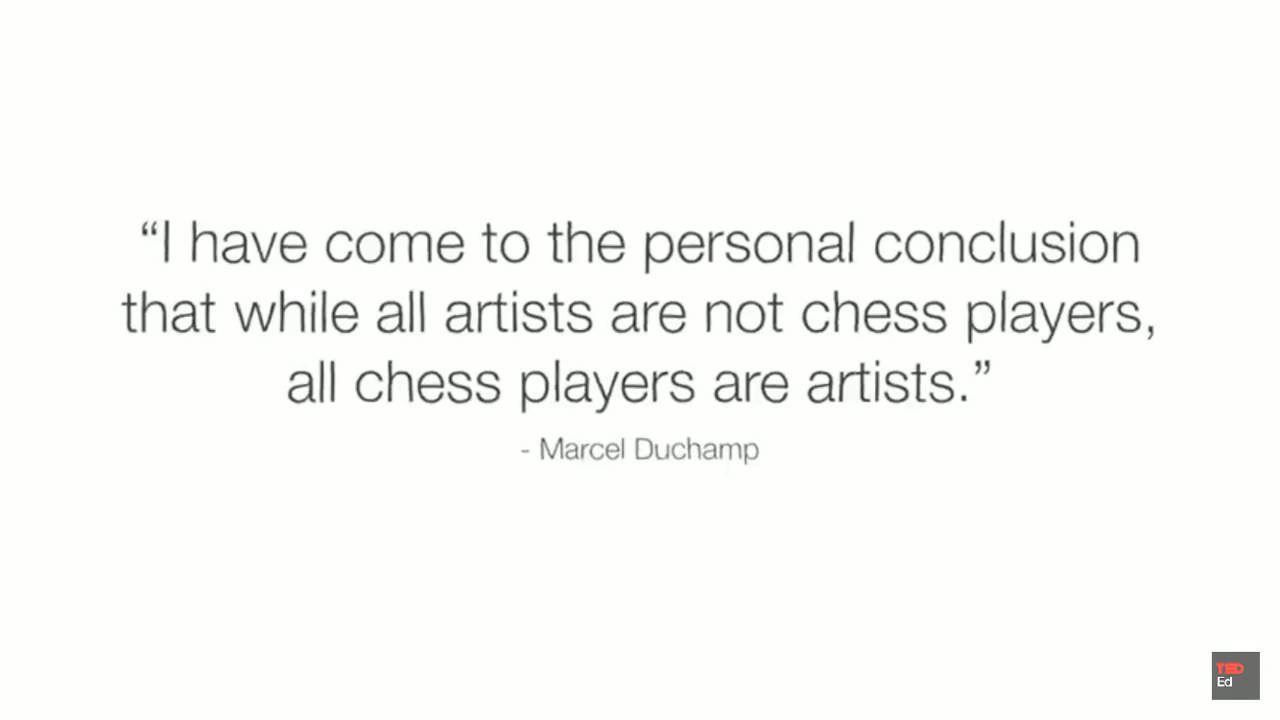 “I have come to the personal conclusion
that while all artists are not chess players,
all chess players are artists.”
- Marcel Duchamp
TED
Ed